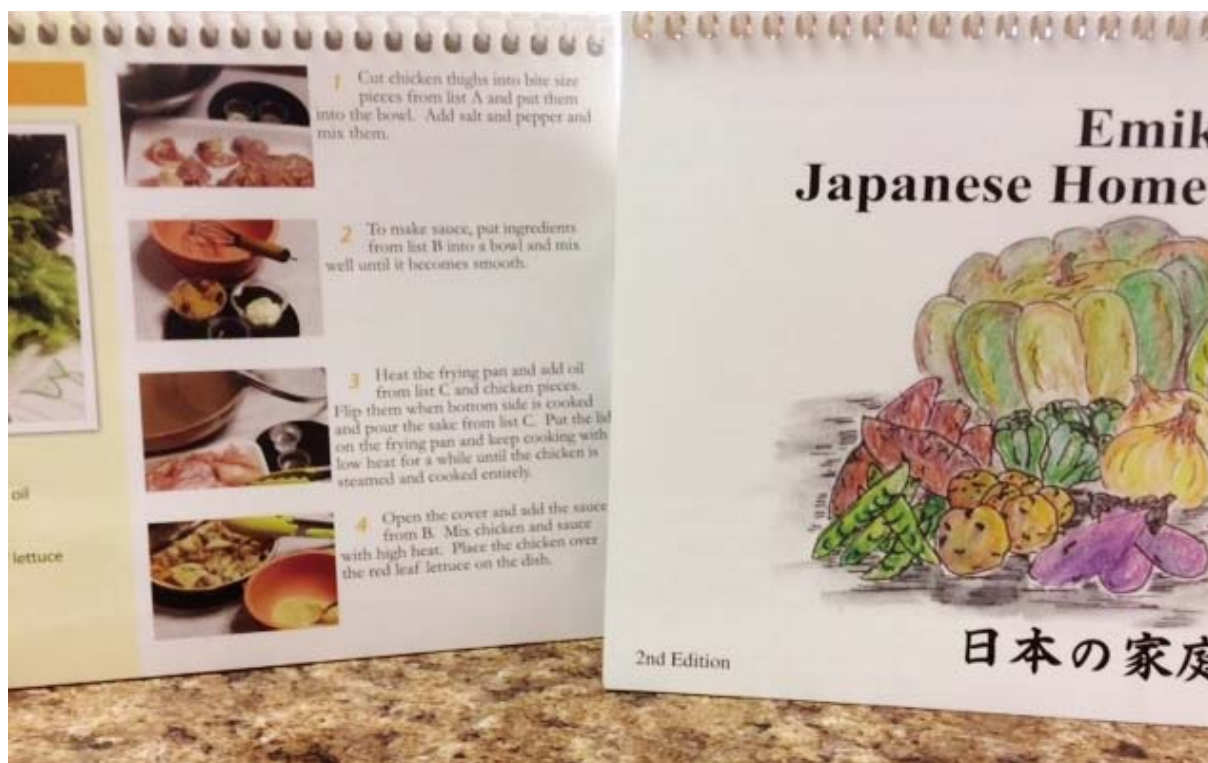 oil
lettuce
1 Cut chicken thighs into bite size
pieces from list A and put them
into the bowl. Add salt and pepper and
mix them.
2 To make sauce, put ingredients
from list B into a bowl and mix
well until it becomes smooth.
3 Heat the frying pan and add oil
from list C and chicken pieces.
Flip them when bottom side is cooked
and pour the sake from list C. Put the lid
on the frying pan and keep cooking with
low heat for a while until the chicken is
steamed and cooked entirely.
4 Open the cover and add the sauce
from B. Mix chicken and sauce
with high heat. Place the chicken over
the red leaf lettuce on the dish.
Emik
Japanese Home
2nd Edition
日本の家庭